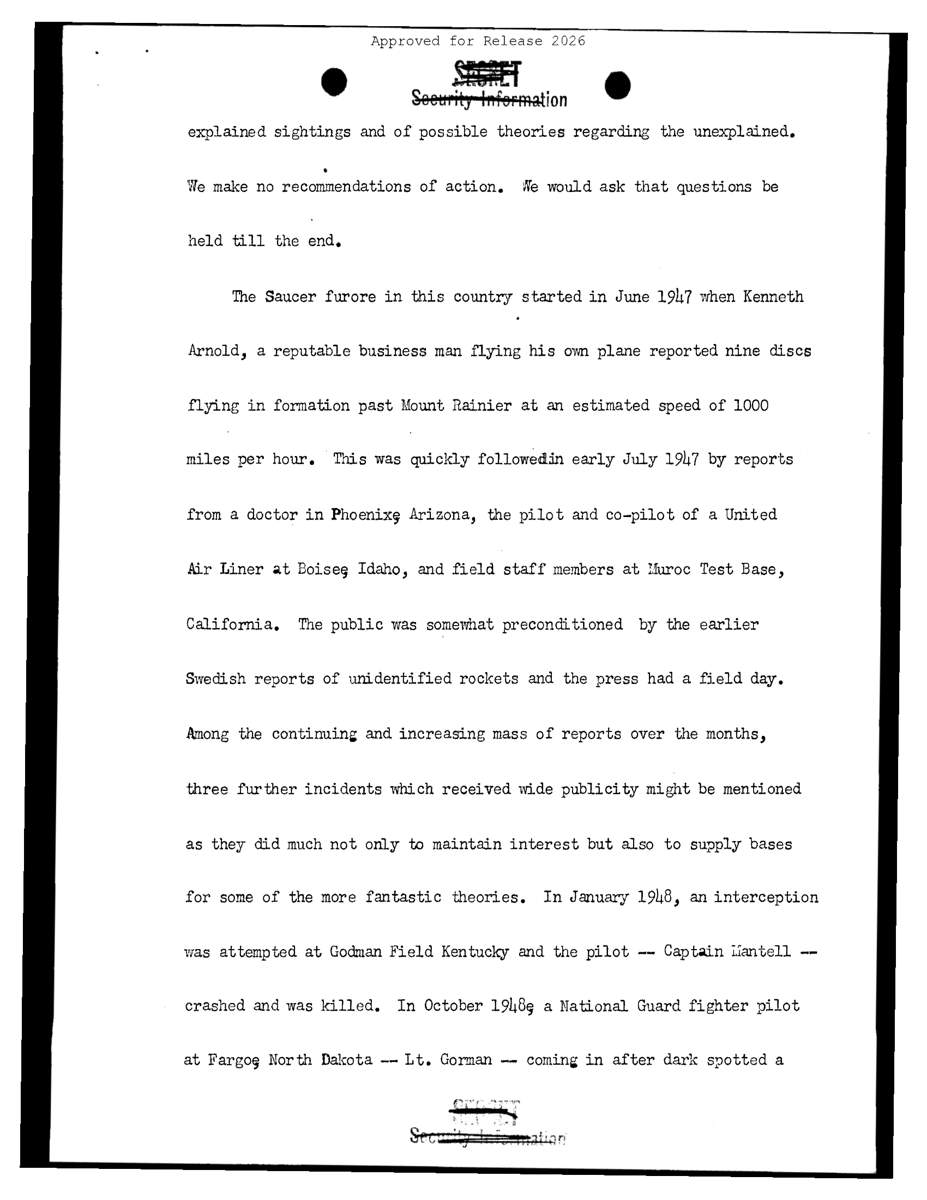 Approved for Release 2026
SECRET
Security Information
explained sightings and of possible theories regarding the unexplained.
We make no recommendations of action. We would ask that questions be
held till the end.
The Saucer furore in this country started in June 1947 when Kenneth
Arnold, a reputable business man flying his own plane reported nine discs
flying in formation past Mount Rainier at an estimated speed of 1000
miles per hour. This was quickly followedin early July 1947 by reports
from a doctor in Phoenix, Arizona, the pilot and co-pilot of a United
Air Liner at Boise, Idaho, and field staff members at Muroc Test Base,
California. The public was somewhat preconditioned by the earlier
Swedish reports of unidentified rockets and the press had a field day.
Among the continuing and increasing mass of reports over the months,
three further incidents which received wide publicity might be mentioned
as they did much not only to maintain interest but also to supply bases
for some of the more fantastic theories. In January 1948, an interception
was attempted at Godman Field Kentucky and the pilot -- Captain Mantell --
crashed and was killed. In October 1948, a National Guard fighter pilot
at Fargo, North Dakota -- Lt. Gorman -- coming in after dark spotted a
SECRET
Security Information